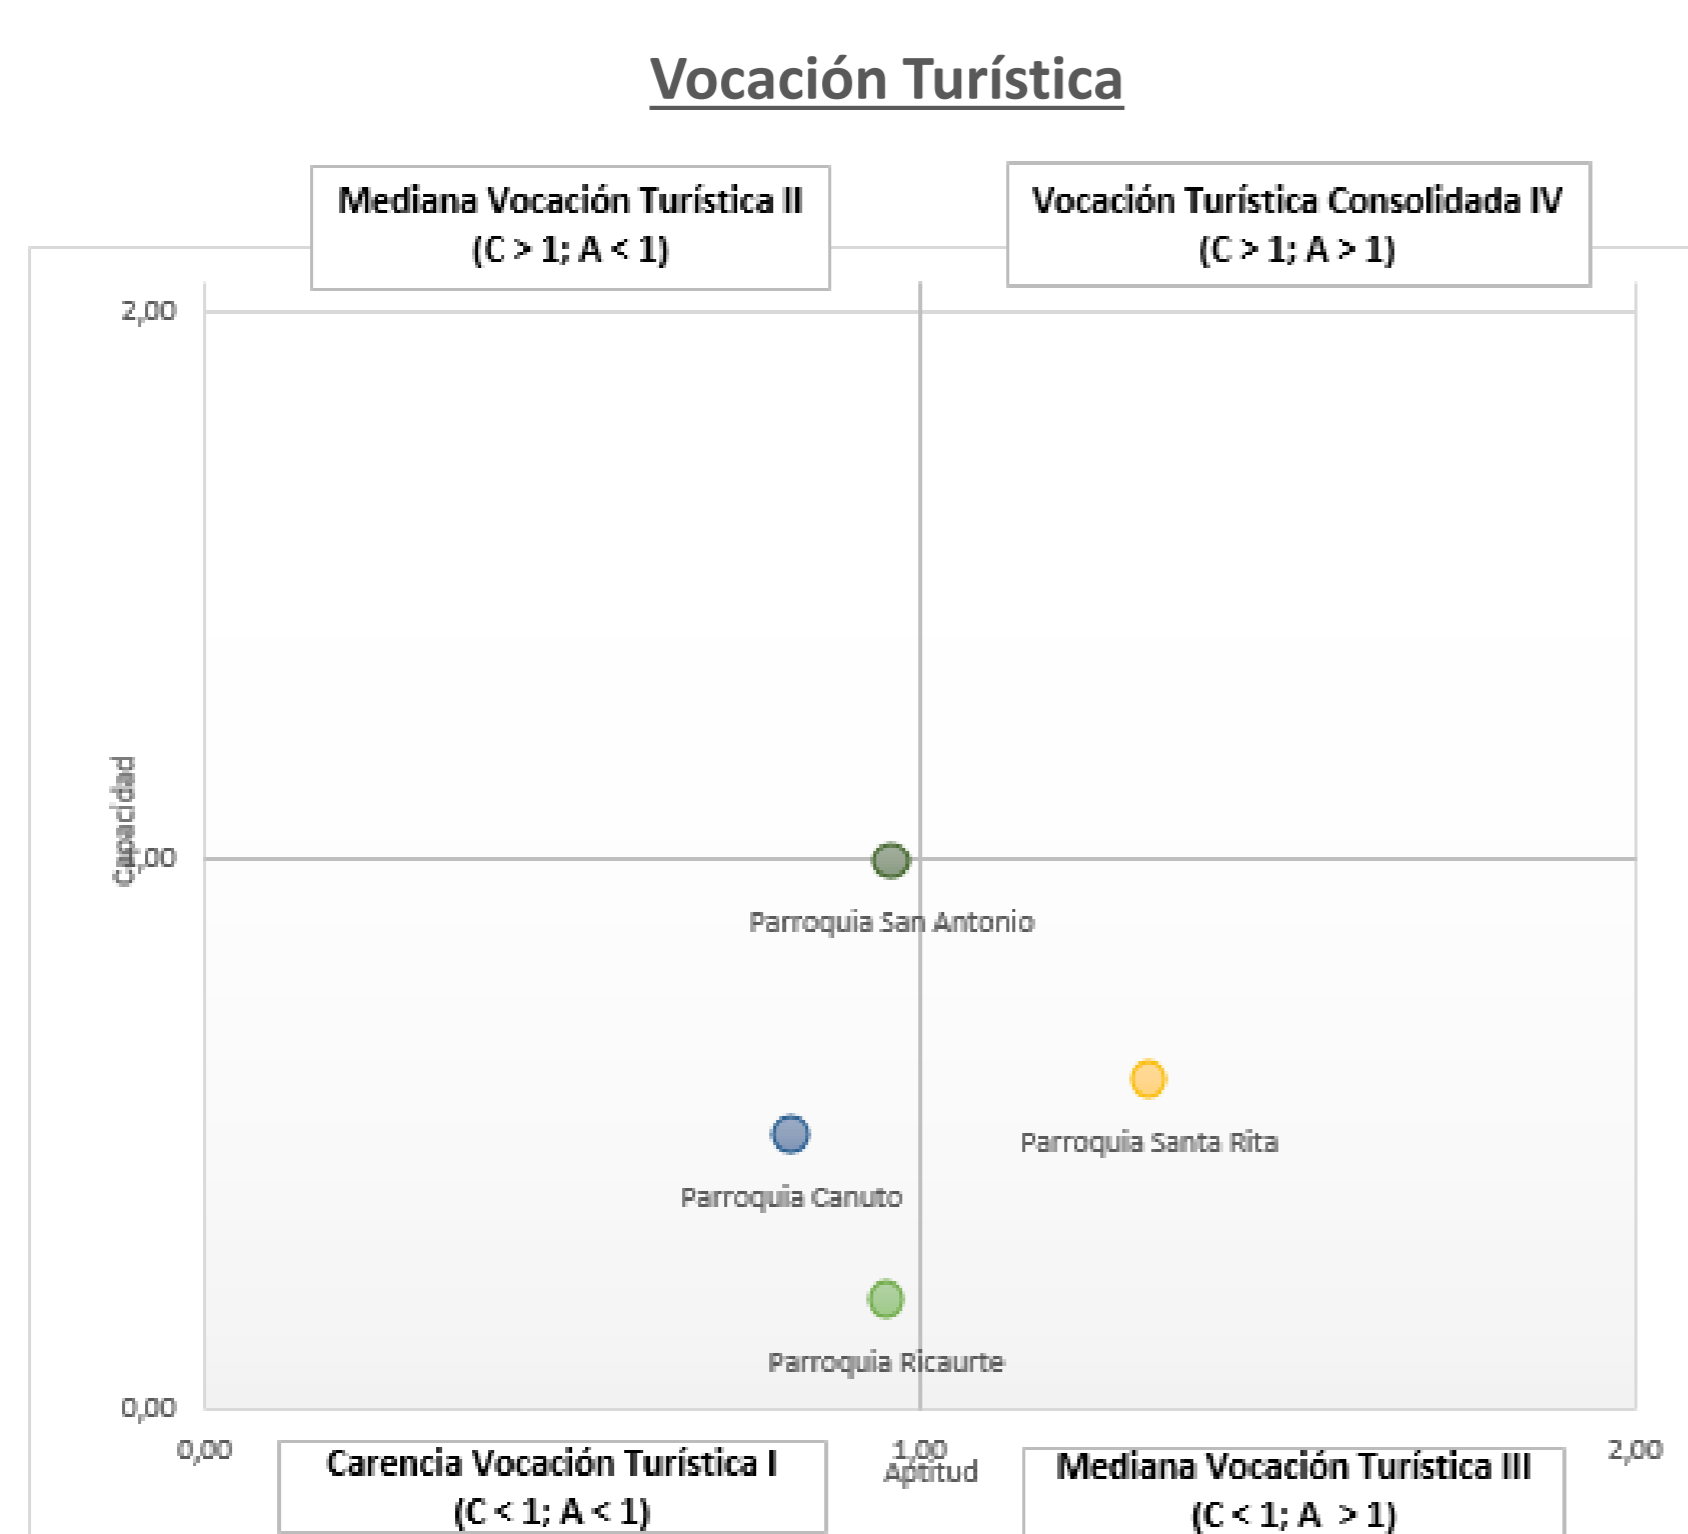 Vocación Turística
Mediana Vocación Turística II
(C > 1; A < 1)
Vocación Turística Consolidada IV
(C > 1; A > 1)
2,00
Capacidad
1,00
Parroquia San Antonio
Parroquia Santa Rita
Parroquia Canuto
Parroquia Ricaurte
0,00
0,00
1,00
2,00
Aptitud
Carencia Vocación Turística I
(C < 1; A < 1)
Mediana Vocación Turística III
(C < 1; A  > 1)